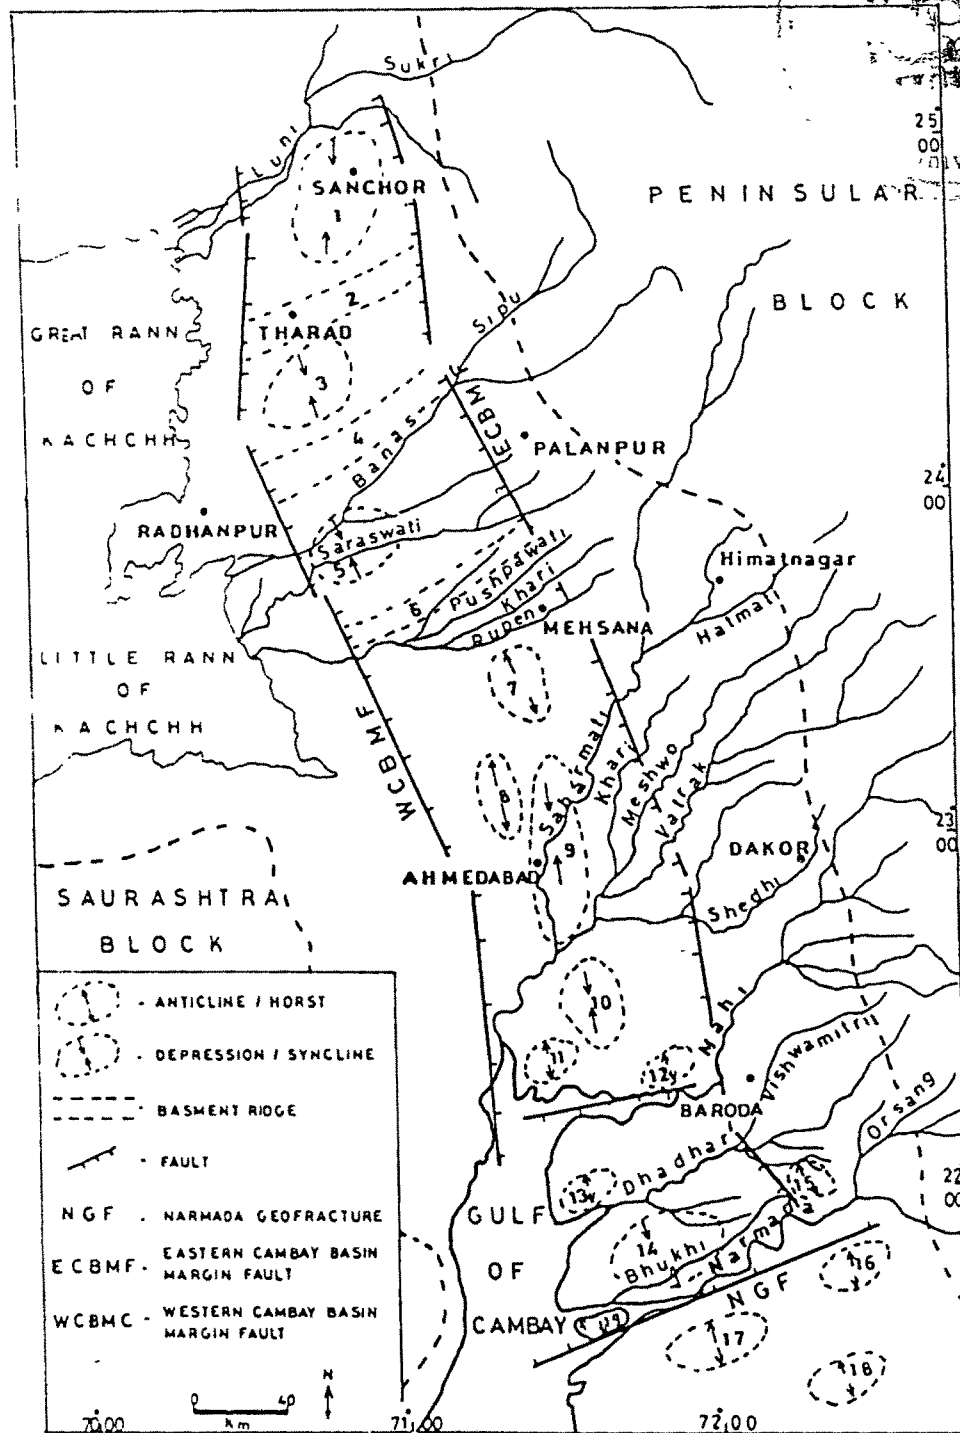 Sukri
25
00
Luni
SANCHOR
1
PENINSULAR
2
BLOCK
GREAT RANN
THARAD
Sipu
OF
3
KACHCHH
4
Banas
ECBM
PALANPUR
24
00
RADHANPUR
Saraswati
5
Himatnagar
6
Pushpawati
Khari
Rupen
MEHSANA
Hatmati
LITTLE RANN
OF
KACHCHH
7
WCBMF
8
Sabarmati
Khari
Meshwo
Vatrak
23
00
9
DAKOR
AHMEDABAD
Shedhi
SAURASHTRA
BLOCK
10
Mahi
11
12
Vishwamitri
BARODA
Orsang
Dhadhar
13
15
22
00
GULF
14
Bhukhi
Narmada
OF
NGF
16
CAMBAY
17
18
ANTICLINE / HORST
DEPRESSION / SYNCLINE
BASMENT RIDGE
FAULT
NGF - NARMADA GEOFRACTURE
ECBMF - EASTERN CAMBAY BASIN
MARGIN FAULT
WCBMC - WESTERN CAMBAY BASIN
MARGIN FAULT
N
0 40
Km
70 00
71 00
72 00